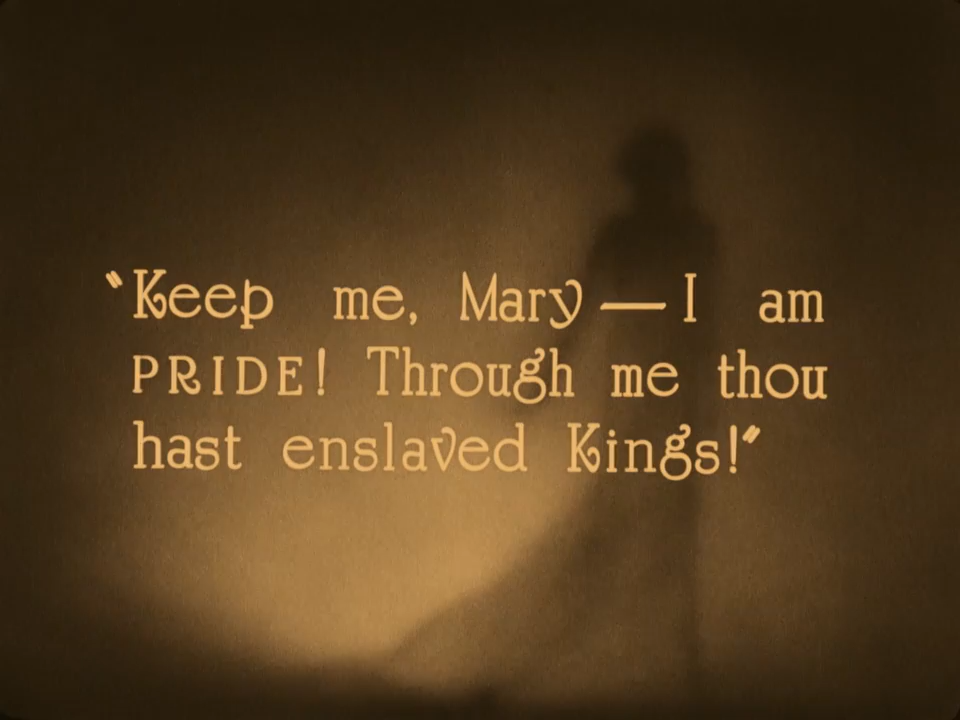 "Keep me, Mary — I am
PRIDE! Through me thou
hast enslaved Kings!"